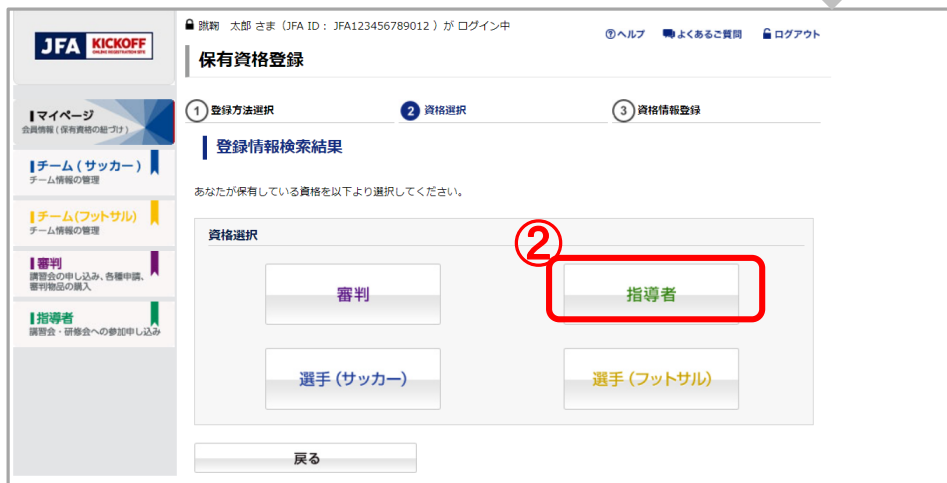 蹴鞠 太郎 さま（JFA ID： JFA123456789012 ）が ログイン中
ヘルプ
よくあるご質問
ログアウト
JFA KICKOFF
保有資格登録
マイページ
会員情報 ( 保有資格の紐づけ )
チーム ( サッカー )
チーム情報の管理
チーム(フットサル)
チーム情報の管理
審判
講習会の申し込み、各種申請、
審判物品の購入
指導者
講習会・研修会への参加申し込み
1 登録方法選択
2 資格選択
3 資格情報登録
登録情報検索結果
あなたが保有している資格を以下より選択してください。
資格選択
②
審判
指導者
選手 (サッカー)
選手 (フットサル)
戻る